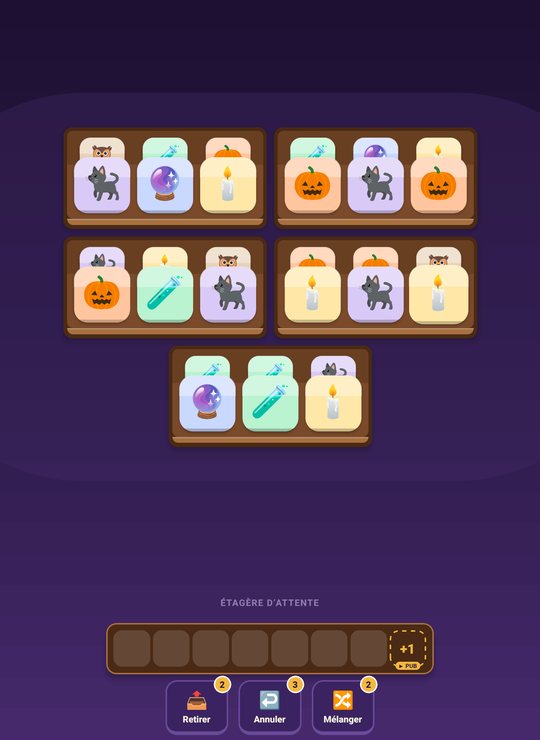 ÉTAGÈRE D'ATTENTE
+1
► PUB
2
3
2
Retirer
Annuler
Mélanger